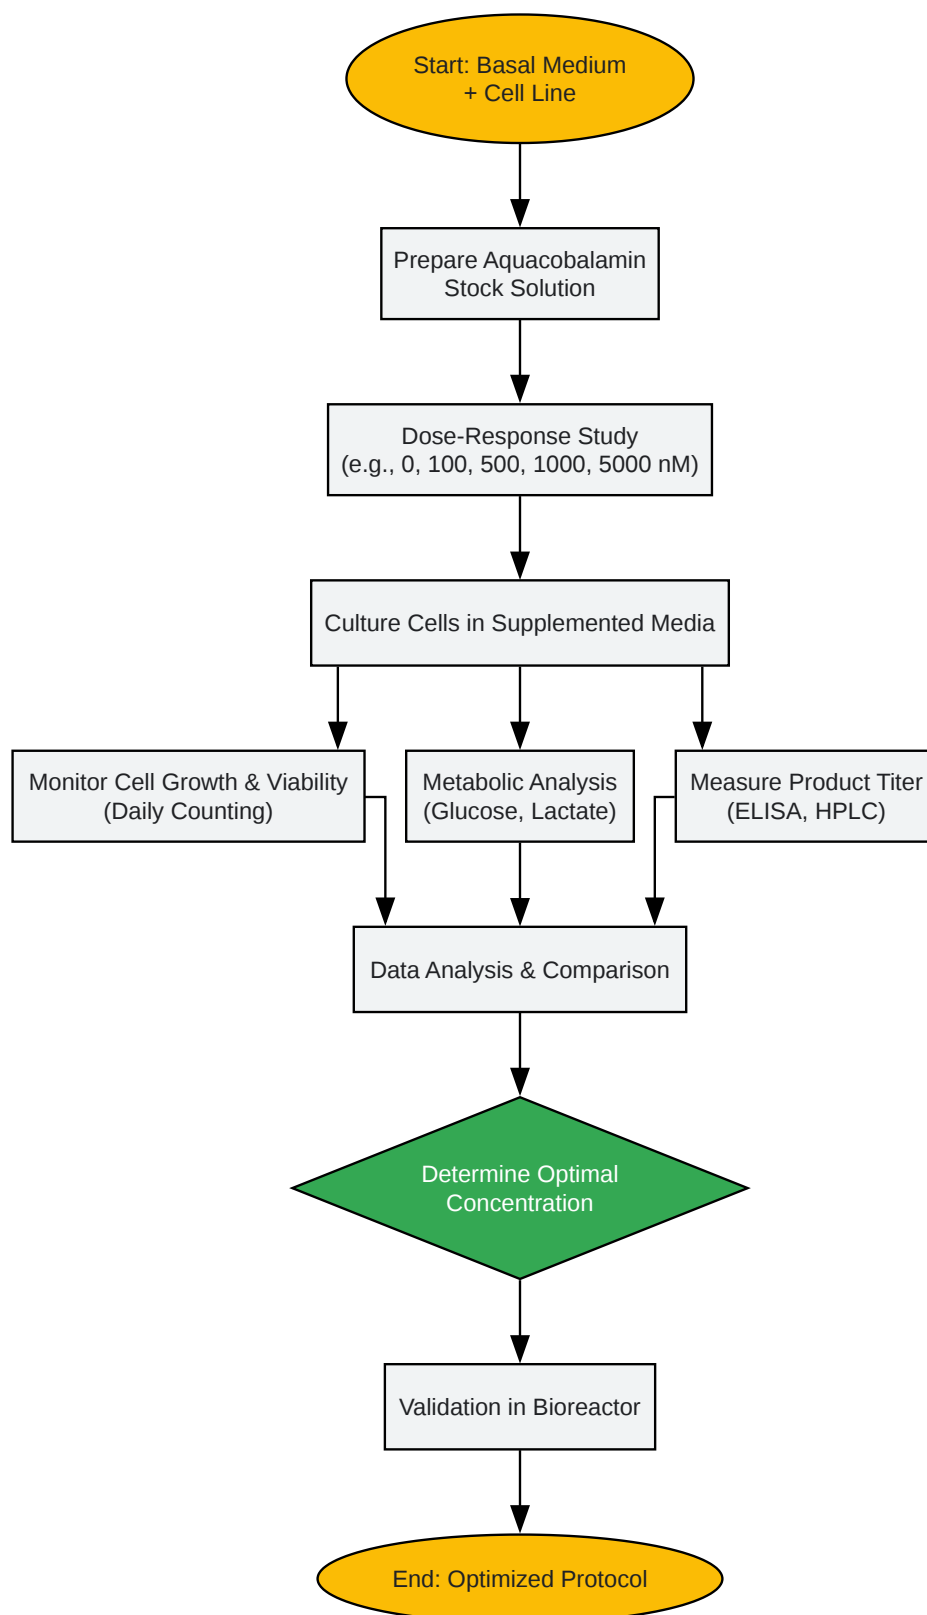 Start: Basal Medium
+ Cell Line
Prepare Aquacobalamin
Stock Solution
Dose-Response Study
(e.g., 0, 100, 500, 1000, 5000 nM)
Culture Cells in Supplemented Media
Monitor Cell Growth & Viability
(Daily Counting)
Metabolic Analysis
(Glucose, Lactate)
Measure Product Titer
(ELISA, HPLC)
Data Analysis & Comparison
Determine Optimal
Concentration
Validation in Bioreactor
End: Optimized Protocol